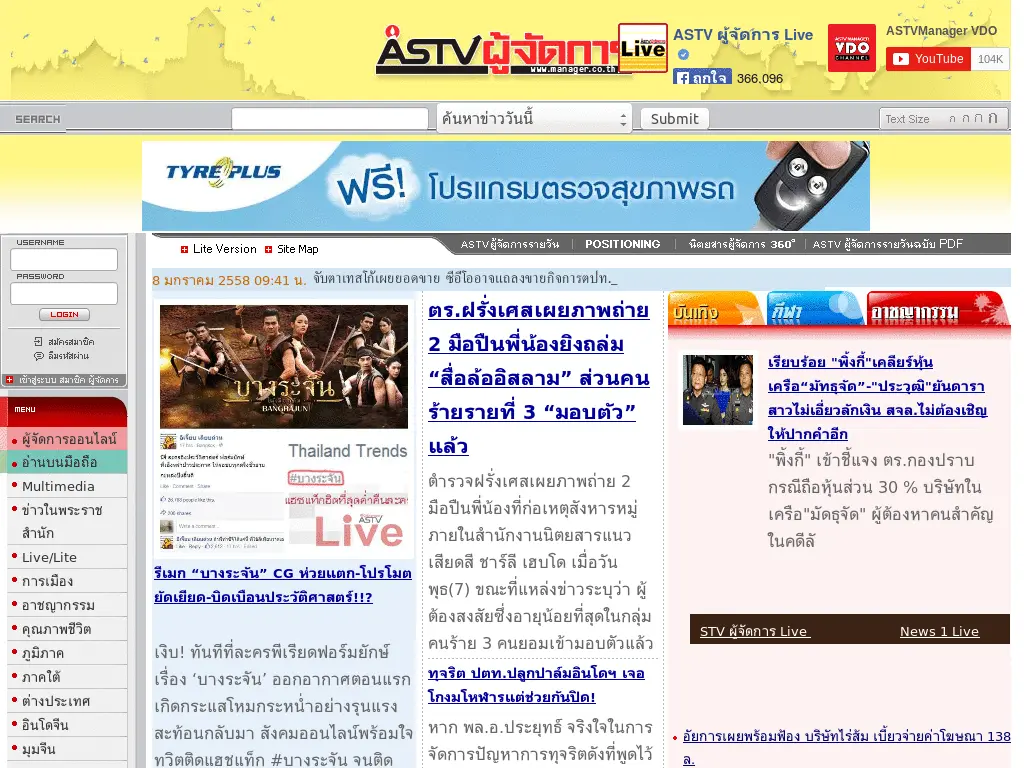 ASTVผู้จัดการ
www.manager.co.th
Live
ASTV ผู้จัดการ Live
ถูกใจ 366,096
ASTVMANAGER
VDO
CHANNEL
ASTVManager VDO
YouTube 104K
SEARCH
ค้นหาข่าววันนี้
Submit
Text Size
TYREPLUS
ฟรี! โปรแกรมตรวจสุขภาพรถ
USERNAME
PASSWORD
LOGIN
สมัครสมาชิก
ลืมรหัสผ่าน
เข้าสู่ระบบ สมาชิก ผู้จัดการ
Lite Version
Site Map
ASTVผู้จัดการรายวัน
POSITIONING
นิตยสารผู้จัดการ 360°
ASTV ผู้จัดการรายวันฉบับ PDF
8 มกราคม 2558 09:41 น.
จับตาเทสโก้เผยยอดขาย ซีอีโออาจแถลงขายกิจการตปท._
MENU
ผู้จัดการออนไลน์
อ่านบนมือถือ
Multimedia
ข่าวในพระราช
สำนัก
Live/Lite
การเมือง
อาชญากรรม
คุณภาพชีวิต
ภูมิภาค
ภาคใต้
ต่างประเทศ
อินโดจีน
มุมจีน
บางระจัน
BANGRAJUN
Thailand Trends
#บางระจัน
Live
รีเมก “บางระจัน” CG ห่วยแตก-โปรโมต
ยัดเยียด-บิดเบือนประวัติศาสตร์!!?
เงิบ! ทันทีที่ละครพีเรียดฟอร์มยักษ์
เรื่อง ‘บางระจัน’ ออกอากาศตอนแรก
เกิดกระแสโหมกระหน่ำอย่างรุนแรง
สะท้อนกลับมา สังคมออนไลน์พร้อมใจ
ทวิตติดแฮชแท็ก #บางระจัน จนติด
ตร.ฝรั่งเศสเผยภาพถ่าย
2 มือปืนพี่น้องยิงถล่ม
“สื่อล้ออิสลาม” ส่วนคน
ร้ายรายที่ 3 “มอบตัว”
แล้ว
ตำรวจฝรั่งเศสเผยภาพถ่าย 2
มือปืนพี่น้องที่ก่อเหตุสังหารหมู่
ภายในสำนักงานนิตยสารแนว
เสียดสี ชาร์ลี เฮบโด เมื่อวัน
พุธ(7) ขณะที่แหล่งข่าวระบุว่า ผู้
ต้องสงสัยซึ่งอายุน้อยที่สุดในกลุ่ม
คนร้าย 3 คนยอมเข้ามอบตัวแล้ว
ทุจริต ปตท.ปลูกปาล์มอินโดฯ เจอ
โกงมโหฬารแต่ช่วยกันปิด!
หาก พล.อ.ประยุทธ์ จริงใจในการ
จัดการปัญหาการทุจริตดังที่พูดไว้
บันเทิง
กีฬา
อาชญากรรม
เรียบร้อย "พิ้งกี้"เคลียร์หุ้น
เครือ“มัทธุจัด”-"ประวุฒิ"ยันดารา
สาวไม่เอี่ยวลักเงิน สจล.ไม่ต้องเชิญ
ให้ปากคำอีก
"พิ้งกี้" เข้าชี้แจง ตร.กองปราบ
กรณีถือหุ้นส่วน 30 % บริษัทใน
เครือ"มัดธุจัด" ผู้ต้องหาคนสำคัญ
ในคดีลั
STV ผู้จัดการ Live
News 1 Live
อัยการเผยพร้อมฟ้อง บริษัทไร่ส้ม เบี้ยวจ่ายค่าโฆษณา 138
ล.